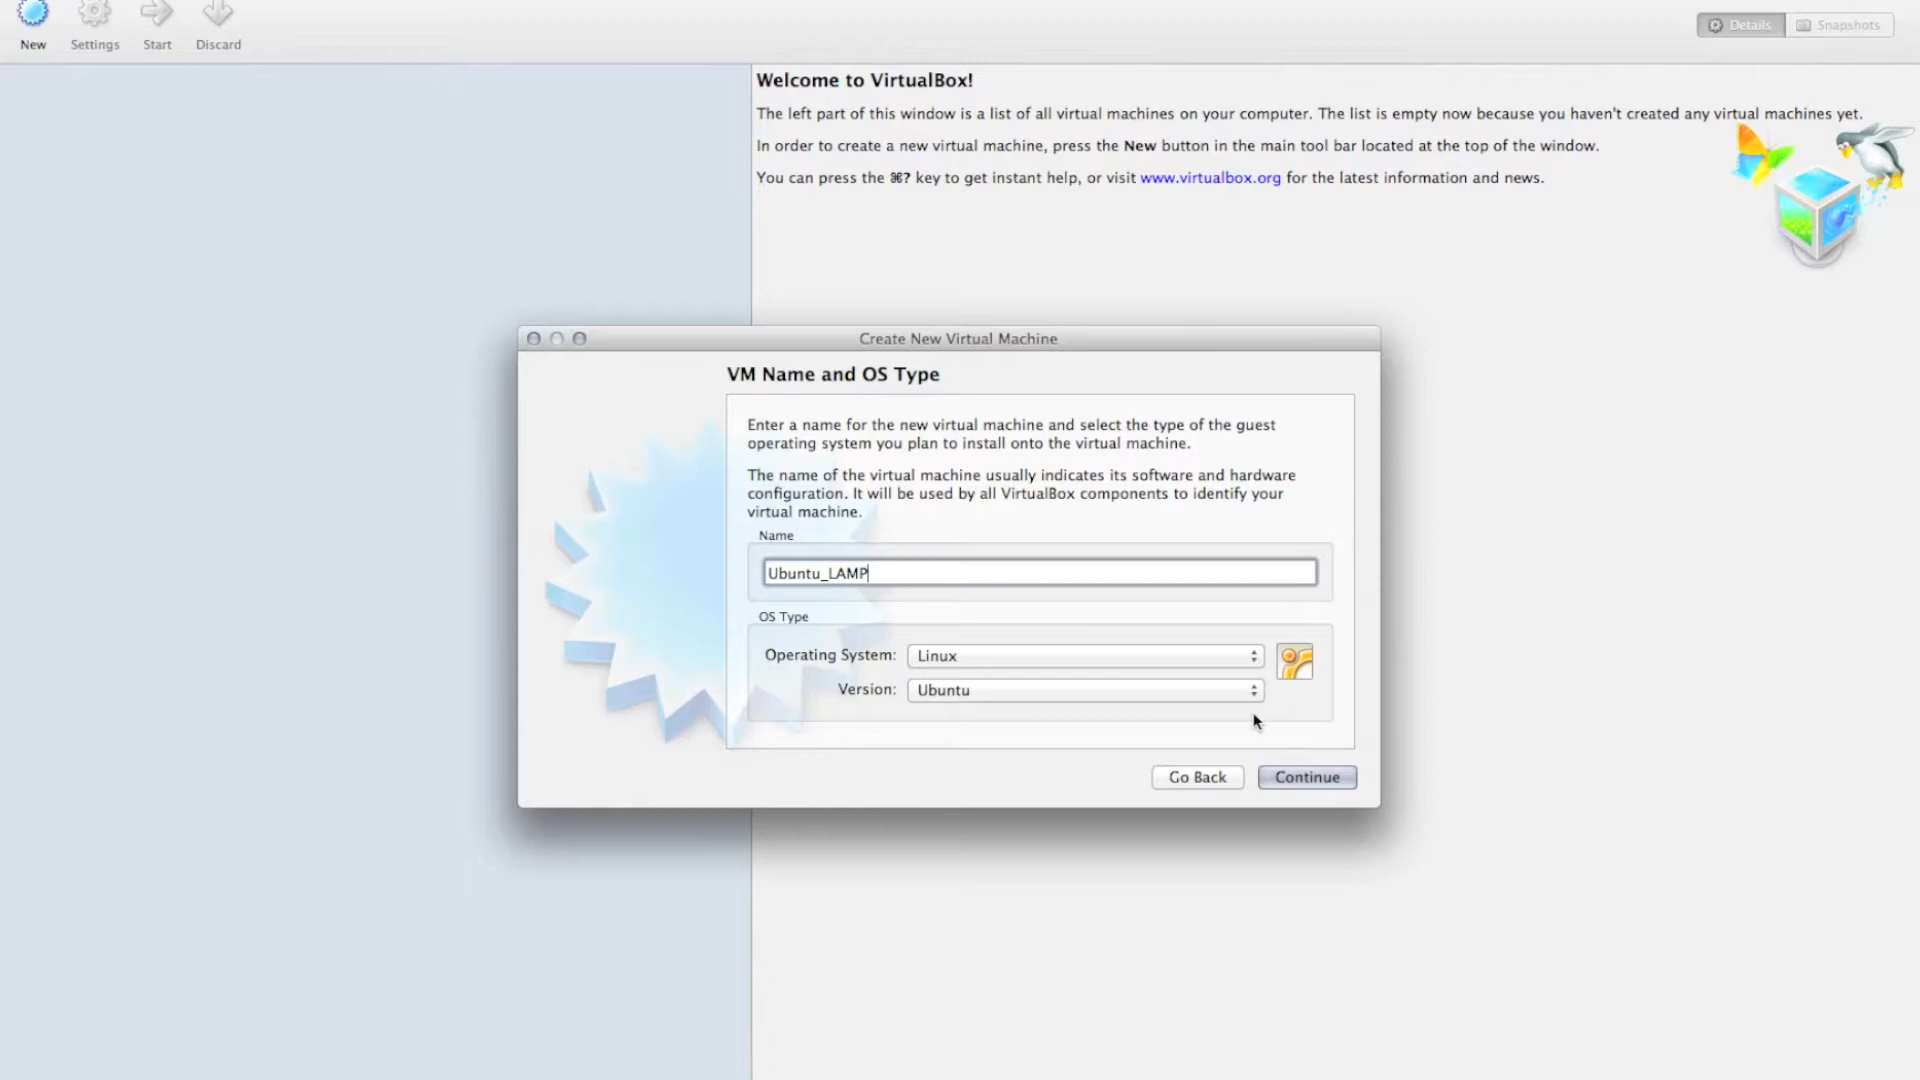 New Settings Start Discard
Details Snapshots
Welcome to VirtualBox!
The left part of this window is a list of all virtual machines on your computer. The list is empty now because you haven't created any virtual machines yet.
In order to create a new virtual machine, press the New button in the main tool bar located at the top of the window.
You can press the ⌘? key to get instant help, or visit www.virtualbox.org for the latest information and news.
Create New Virtual Machine
VM Name and OS Type
Enter a name for the new virtual machine and select the type of the guest
operating system you plan to install onto the virtual machine.
The name of the virtual machine usually indicates its software and hardware
configuration. It will be used by all VirtualBox components to identify your
virtual machine.
Name
Ubuntu_LAMP
OS Type
Operating System: Linux
Version: Ubuntu
Go Back Continue